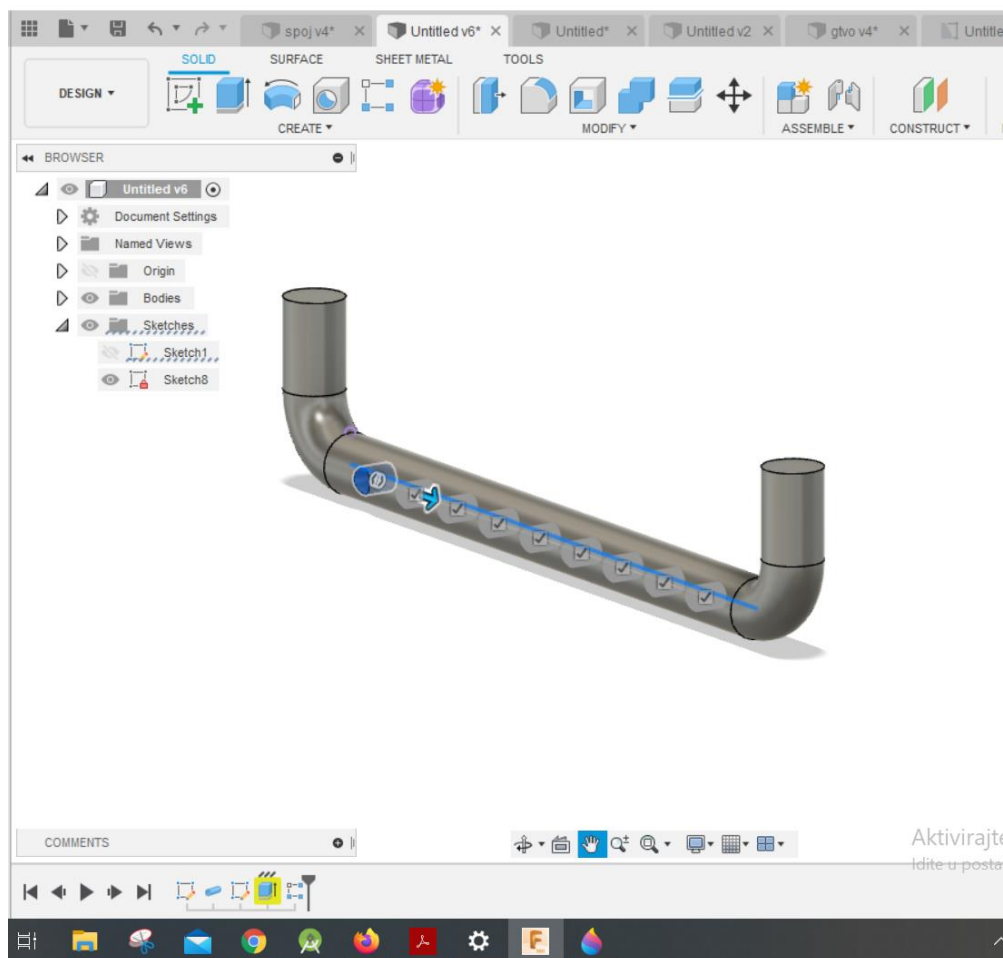 spoj v4*
Untitled v6*
Untitled*
Untitled v2
gtvo v4*
Untitle
SOLID SURFACE SHEET METAL TOOLS
DESIGN
CREATE MODIFY ASSEMBLE CONSTRUCT
BROWSER
Untitled v6
Document Settings
Named Views
Origin
Bodies
Sketches
Sketch1
Sketch8
COMMENTS
Aktivirajte
Idite u posta